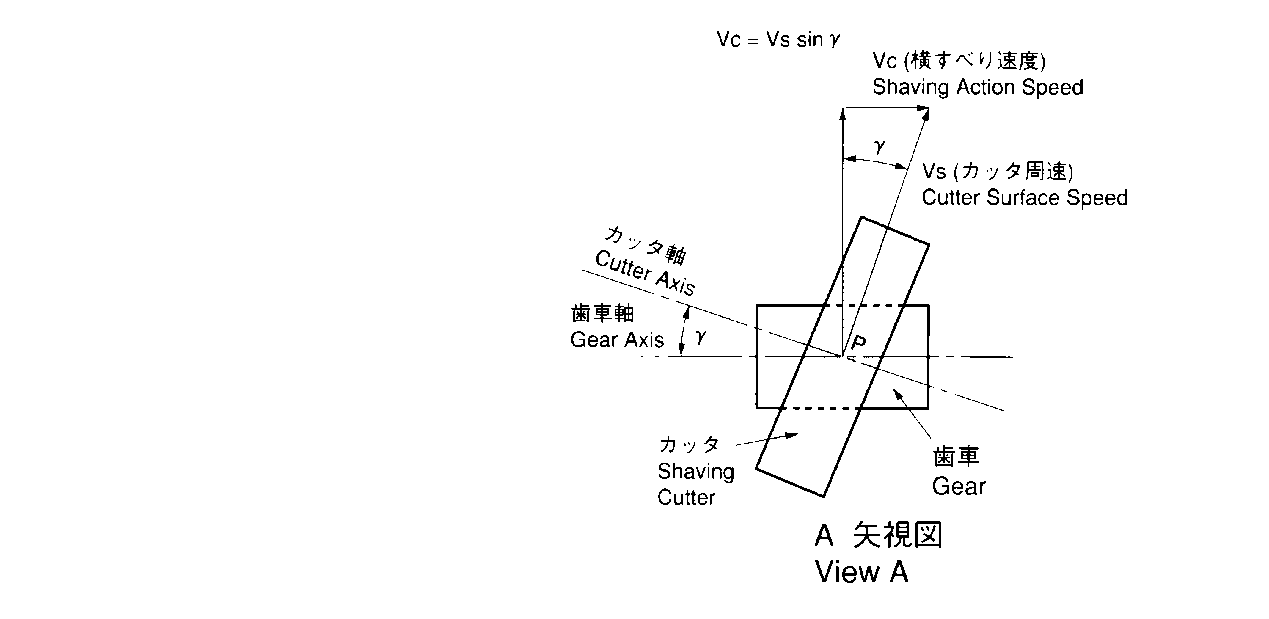 Vc = Vs sin γ
Vc (横すべり速度)
Shaving Action Speed
γ
Vs (カッタ周速)
Cutter Surface Speed
カッタ軸
Cutter Axis
歯車軸
Gear Axis
γ
P
カッタ
Shaving
Cutter
歯車
Gear
A 矢視図
View A